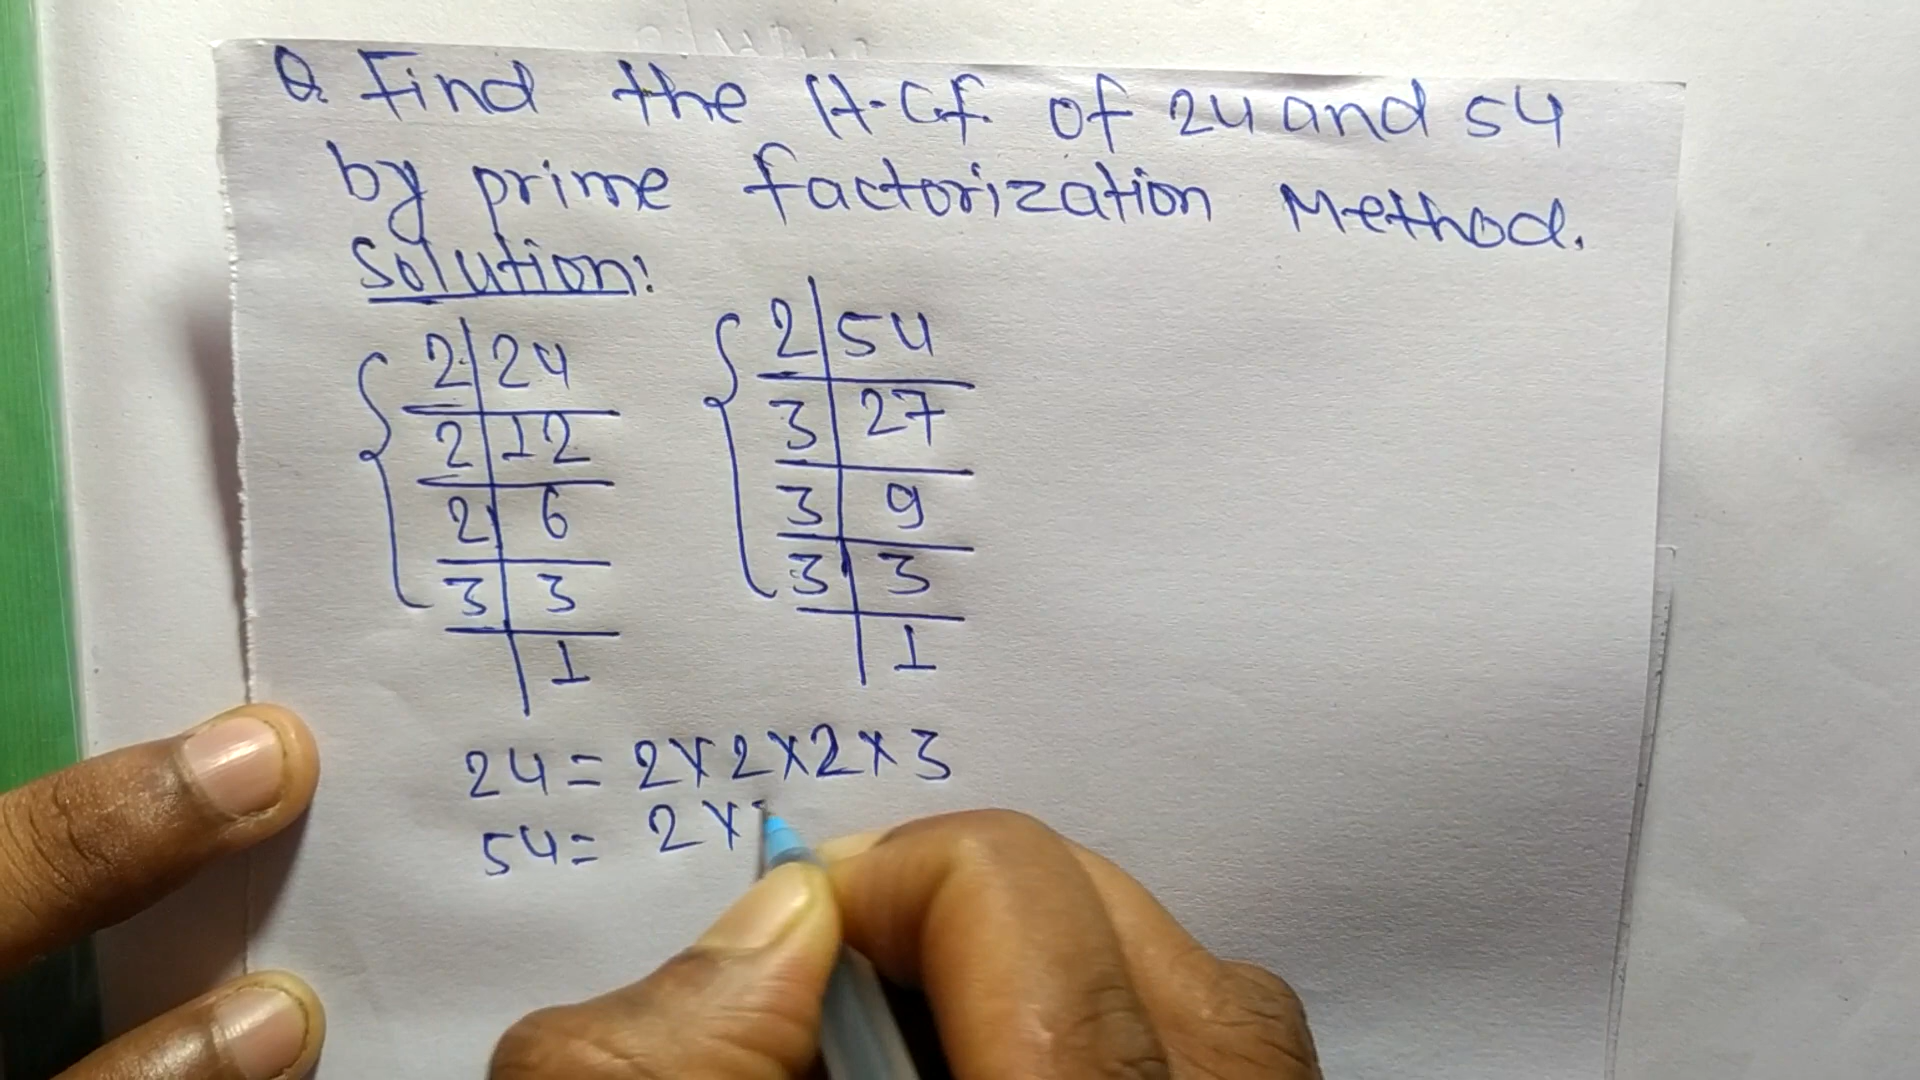 Q. Find the H.C.f. of 24 and 54
by prime factorization Method.
Solution:
2 24
2 12
2 6
3 3
1
2 54
3 27
3 9
3 3
1
24 = 2×2×2×3
54 = 2×